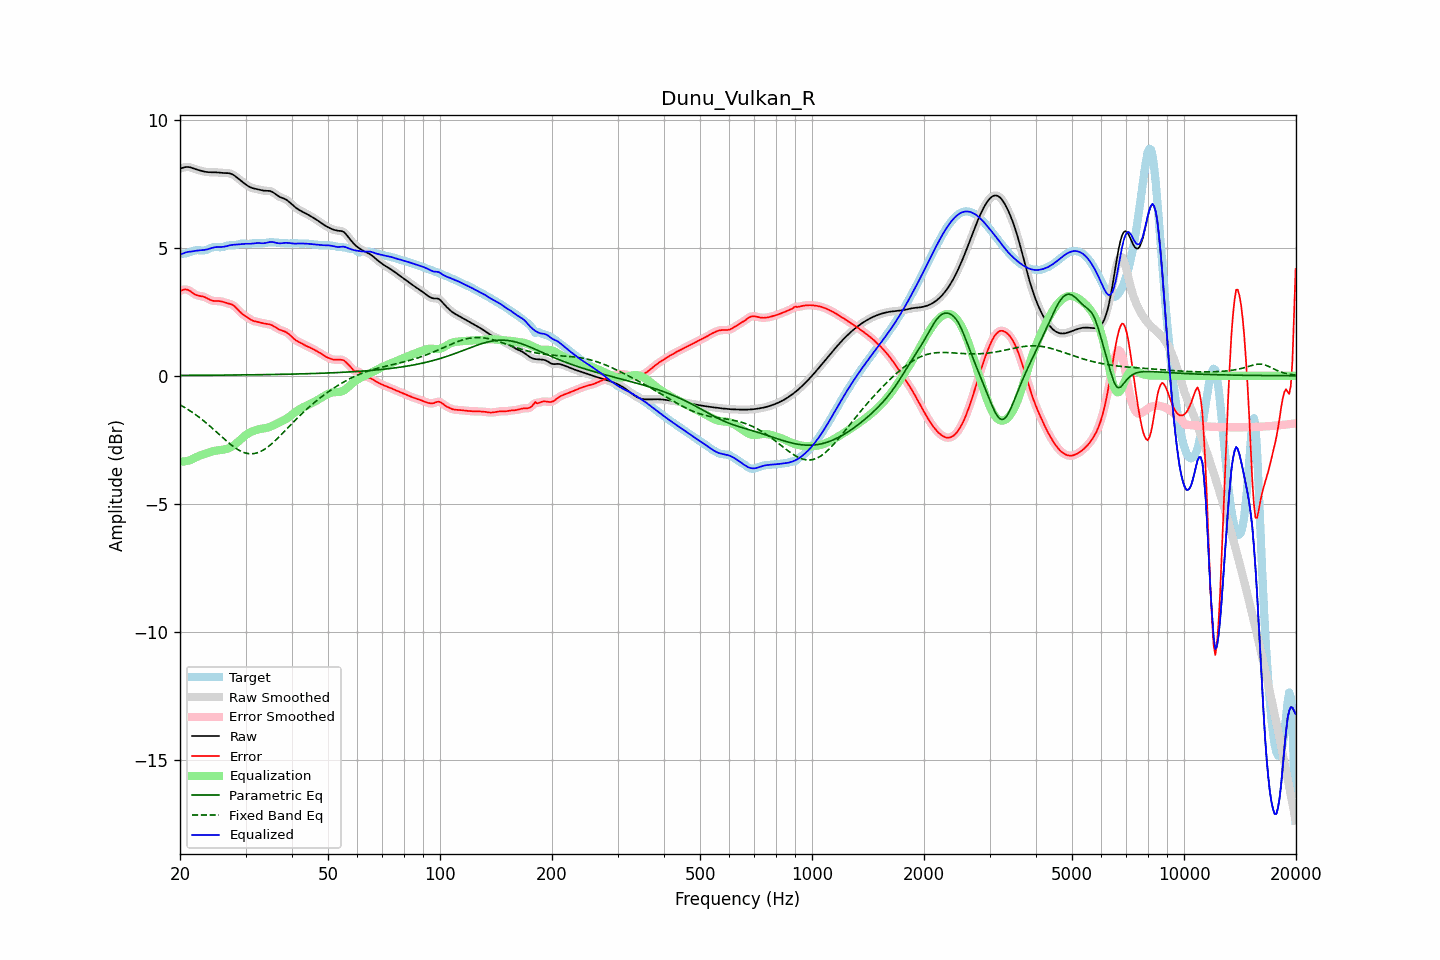 Dunu_Vulkan_R
Amplitude (dBr)
10
5
0
−5
−10
−15
Target
Raw Smoothed
Error Smoothed
Raw
Error
Equalization
Parametric Eq
Fixed Band Eq
Equalized
20
50
100
200
500
1000
2000
5000
10000
20000
Frequency (Hz)